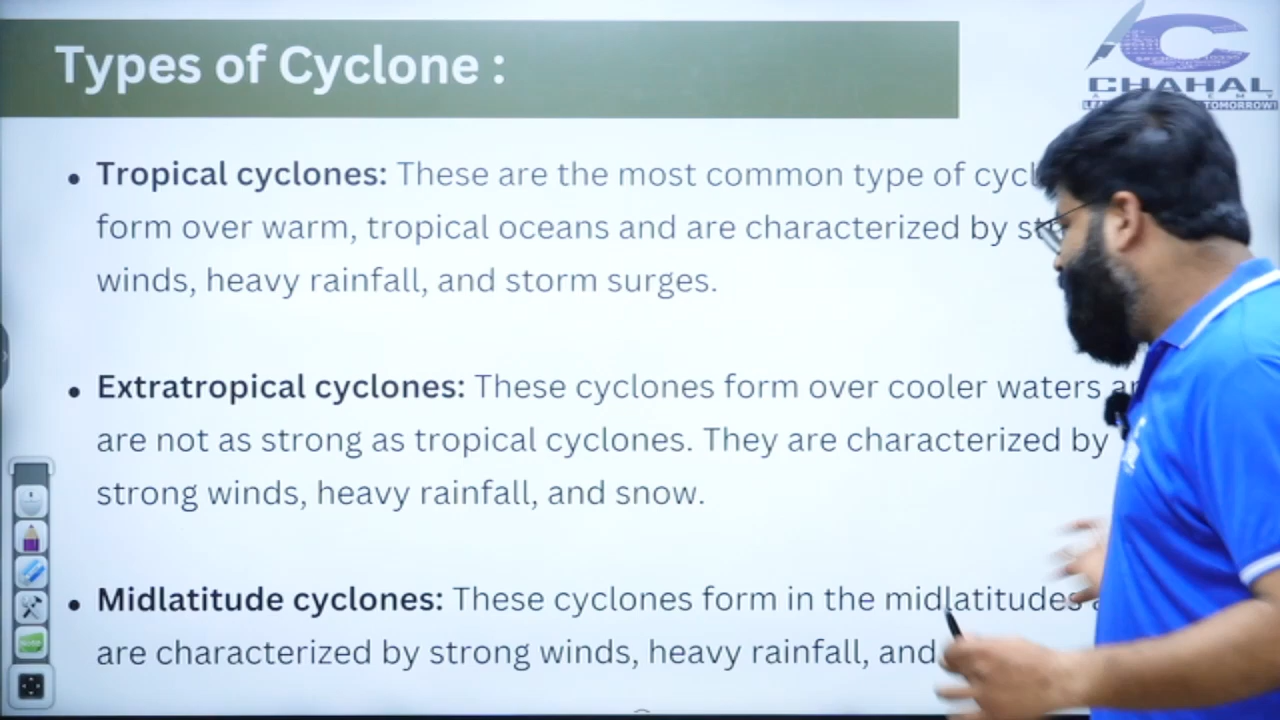 Types of Cyclone :
CHAHAL
TOMORROW!
• Tropical cyclones: These are the most common type of
form over warm, tropical oceans and are characterized by
winds, heavy rainfall, and storm surges.
• Extratropical cyclones: These cyclones form over cooler waters
are not as strong as tropical cyclones. They are characterized by
strong winds, heavy rainfall, and snow.
• Midlatitude cyclones: These cyclones form in the midlatitudes
are characterized by strong winds, heavy rainfall, and